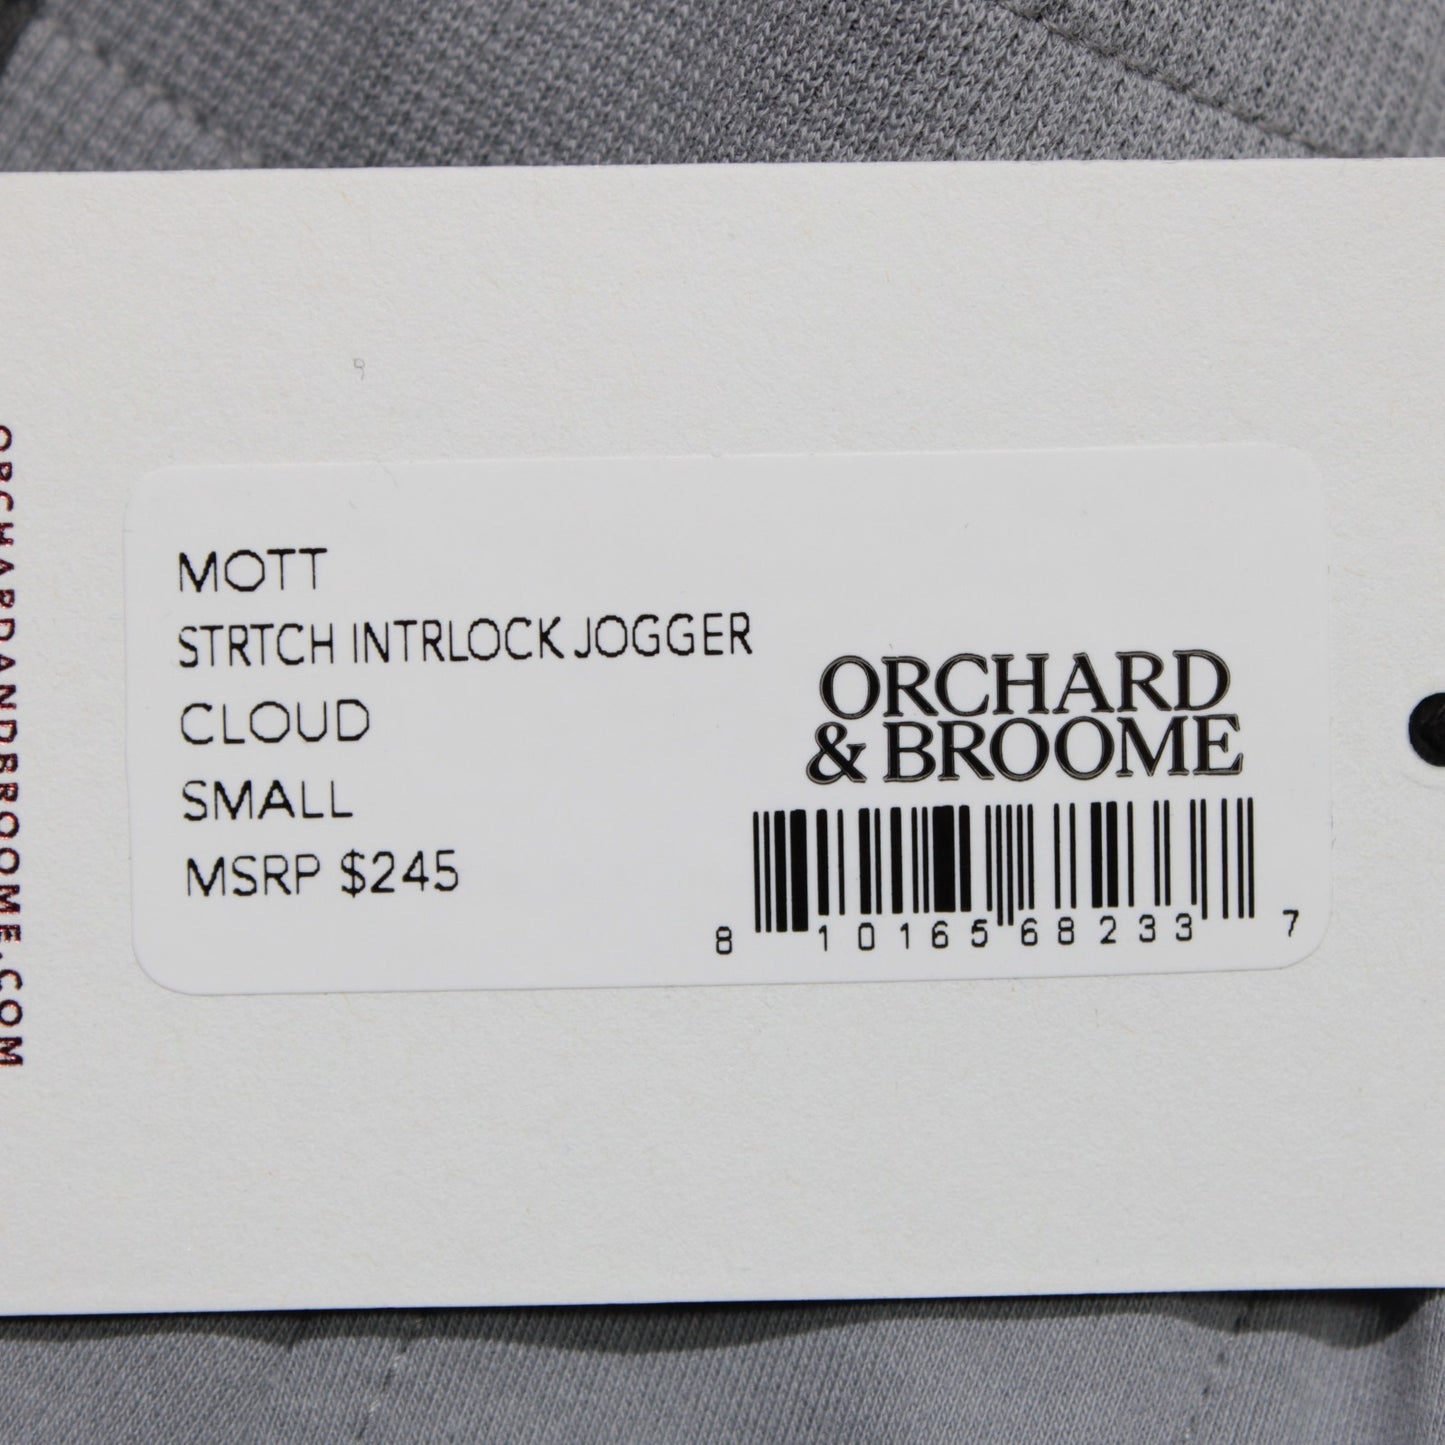 ORCHARDANDBROOME.COM
MOTT
STRTCH INTRLOCK JOGGER
CLOUD
SMALL
MSRP $245
ORCHARD
& BROOME
8 10165 68233 7